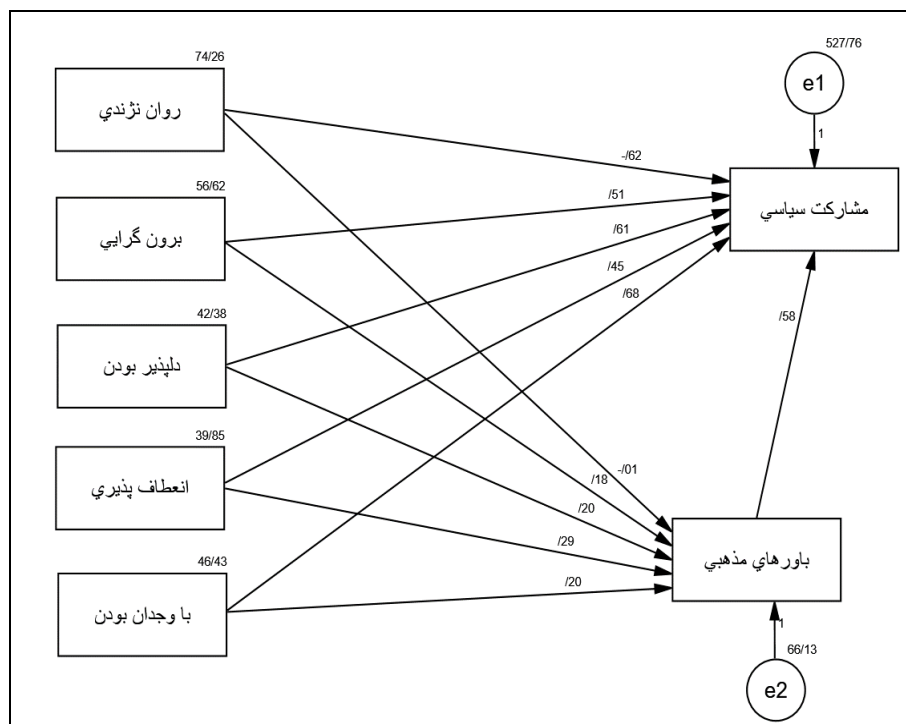 74/26
روان نژندي
56/62
برون گرايي
42/38
دلپذير بودن
39/85
انعطاف پذيري
46/43
با وجدان بودن
527/76
e1
1
-/62
/51
/61
/45
/68
مشاركت سياسي
/58
-/01
/18
/20
/29
/20
باورهاي مذهبي
1
66/13
e2